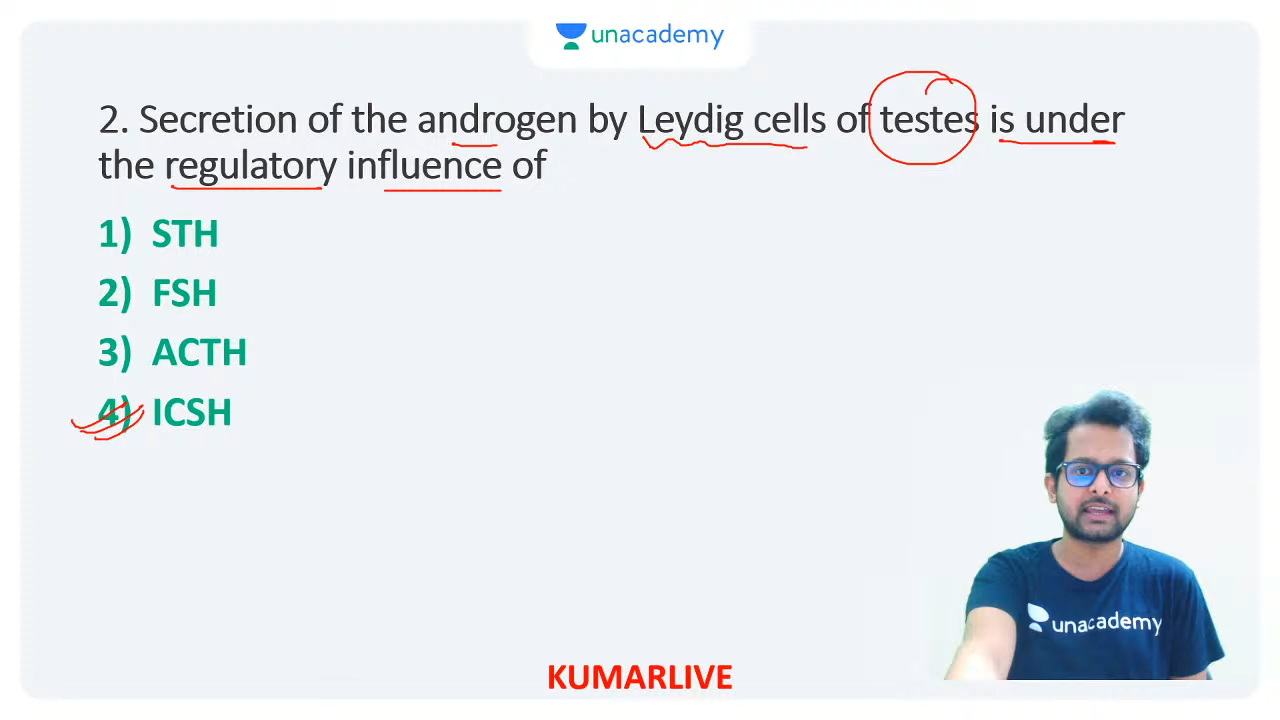 unacademy
2. Secretion of the androgen by Leydig cells of testes is under
the regulatory influence of
1) STH
2) FSH
3) ACTH
4) ICSH
unacademy
KUMARLIVE